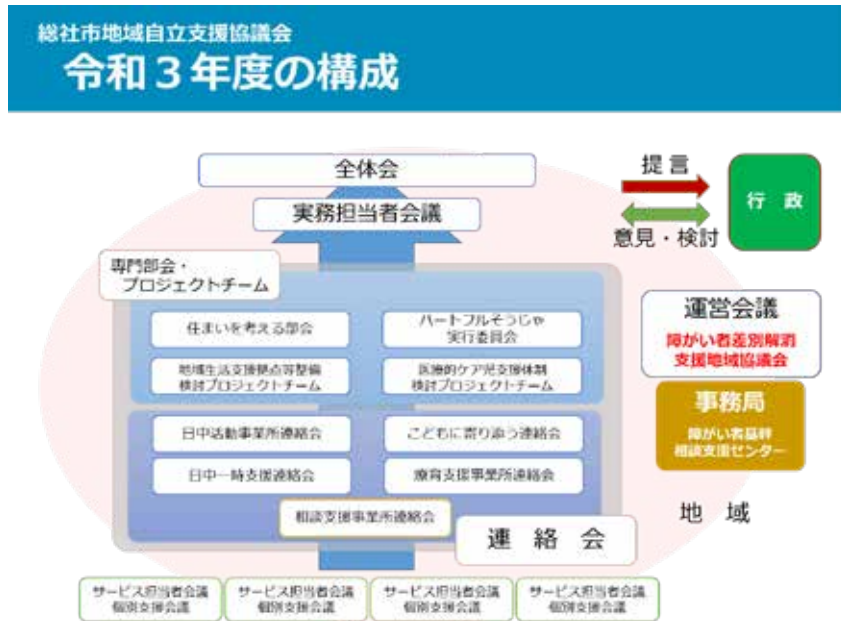 総社市地域自立支援協議会
令和3年度の構成
全体会
提言
行 政
実務担当者会議
意見・検討
専門部会・
プロジェクトチーム
運営会議
障がい者差別解消
支援地域協議会
住まいを考える部会
ハートフルそうじゃ
実行委員会
地域生活支援拠点等整備
検討プロジェクトチーム
医療的ケア児支援体制
検討プロジェクトチーム
事務局
障がい者基幹
相談支援センター
日中活動事業所連絡会
こどもに寄り添う連絡会
日中一時支援連絡会
療育支援事業所連絡会
相談支援事業所連絡会
地 域
連 絡 会
サービス担当者会議
個別支援会議
サービス担当者会議
個別支援会議
サービス担当者会議
個別支援会議
サービス担当者会議
個別支援会議